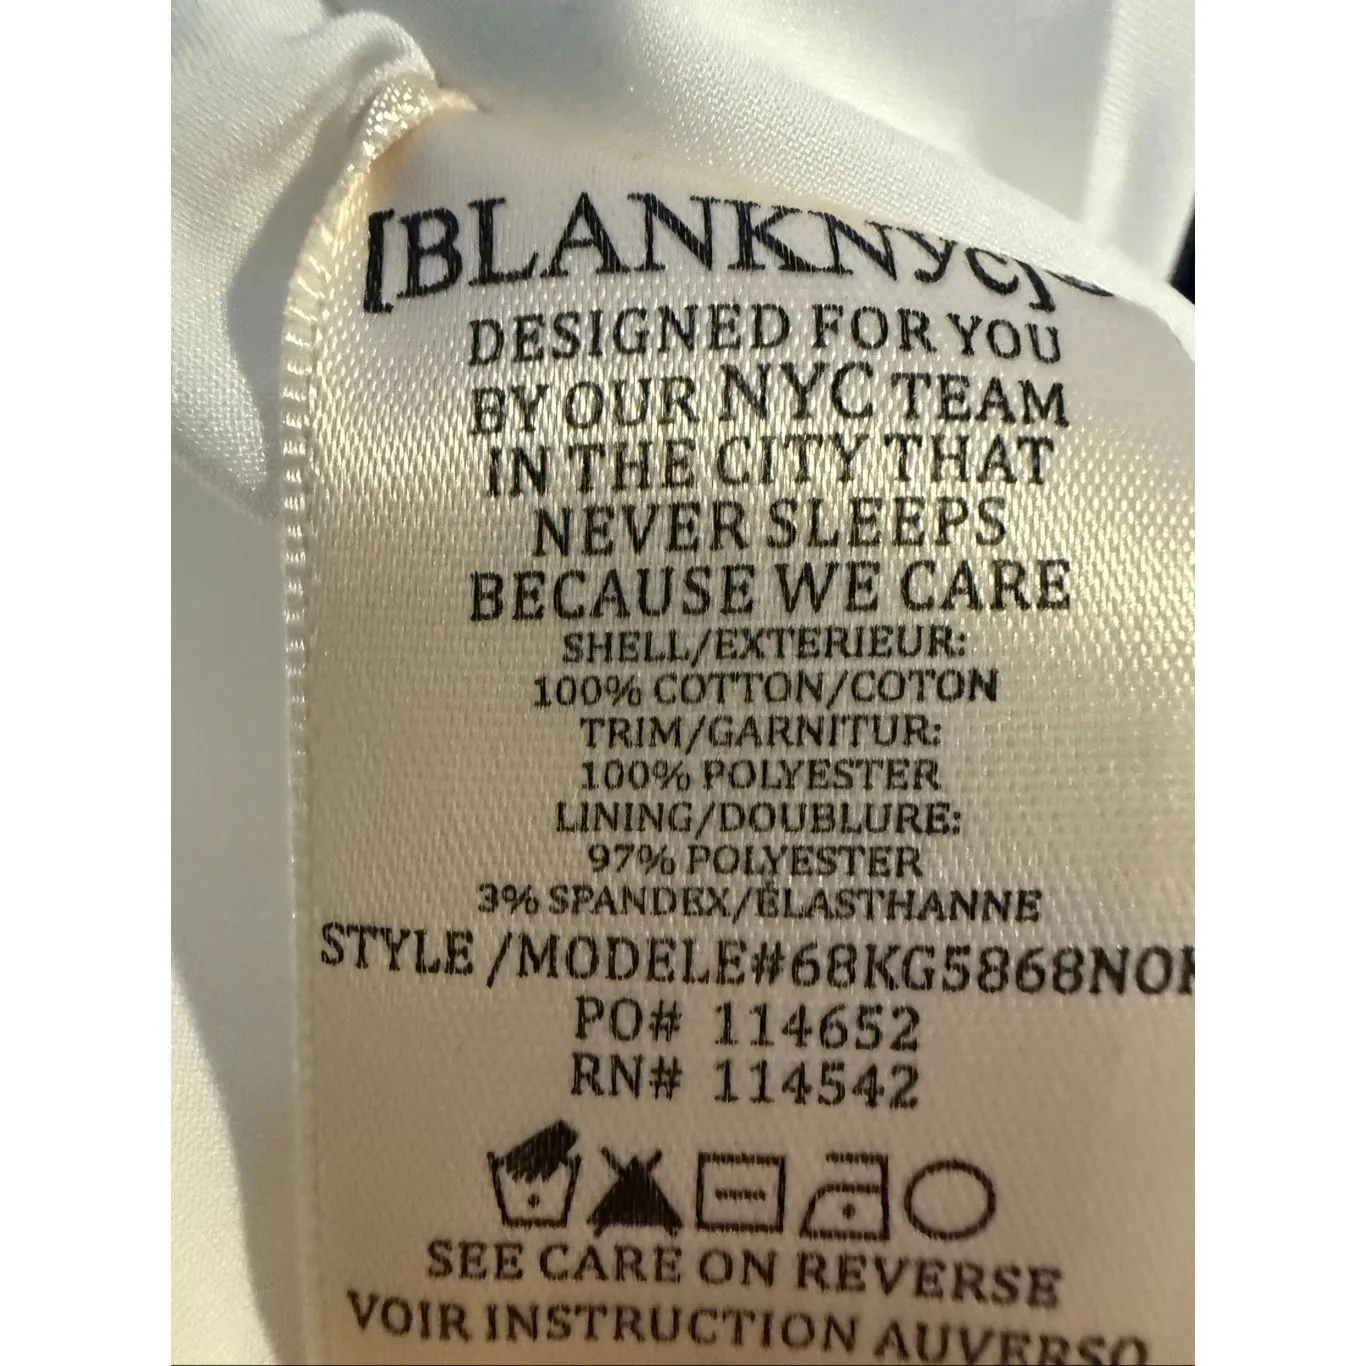 [BLANKNYC]®
DESIGNED FOR YOU
BY OUR NYC TEAM
IN THE CITY THAT
NEVER SLEEPS
BECAUSE WE CARE
SHELL/EXTERIEUR:
100% COTTON/COTON
TRIM/GARNITUR:
100% POLYESTER
LINING/DOUBLURE:
97% POLYESTER
3% SPANDEX/ÉLASTHANNE
STYLE /MODELE#68KG5868NO
PO# 114652
RN# 114542
SEE CARE ON REVERSE
VOIR INSTRUCTION AUVERSO